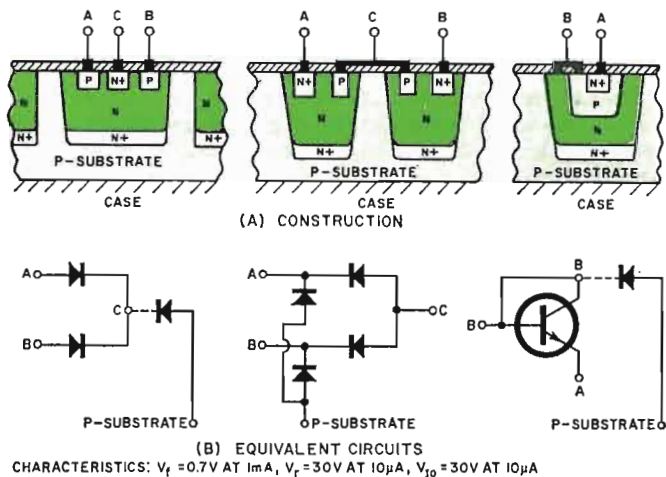 A C B
A C B
B A
P N+ P
N+ P P N+
N+
P
N N N
N N
N
N+ N+ N+
N+ N+
N+
P-SUBSTRATE
P-SUBSTRATE
P-SUBSTRATE
CASE
CASE
CASE
(A) CONSTRUCTION
A
B
C
P-SUBSTRATE
A
B
C
P-SUBSTRATE
B
B
A
P-SUBSTRATE
(B) EQUIVALENT CIRCUITS
CHARACTERISTICS: Vf = 0.7V AT 1mA, Vr = 30V AT 10µA, V10 = 30V AT 10µA